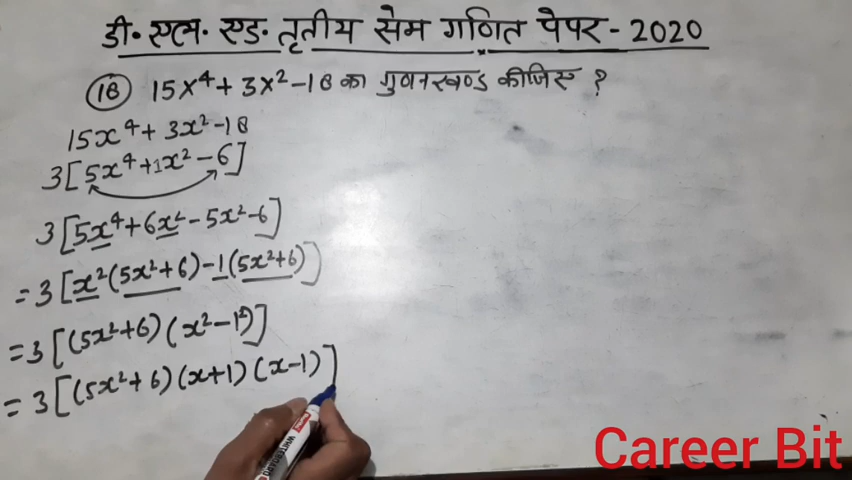 डी. एल. एड. तृतीय सेम गणित पेपर - 2020
(18) 15x⁴ + 3x² - 18 का गुणनखण्ड कीजिए ?
15x⁴ + 3x² - 18
3[5x⁴ + 1x² - 6]
3[5x⁴ + 6x² - 5x² - 6]
= 3[x²(5x² + 6) - 1(5x² + 6)]
= 3[(5x² + 6)(x² - 1²)]
= 3[(5x² + 6)(x + 1)(x - 1)]
WHITEBOARD
Career Bit